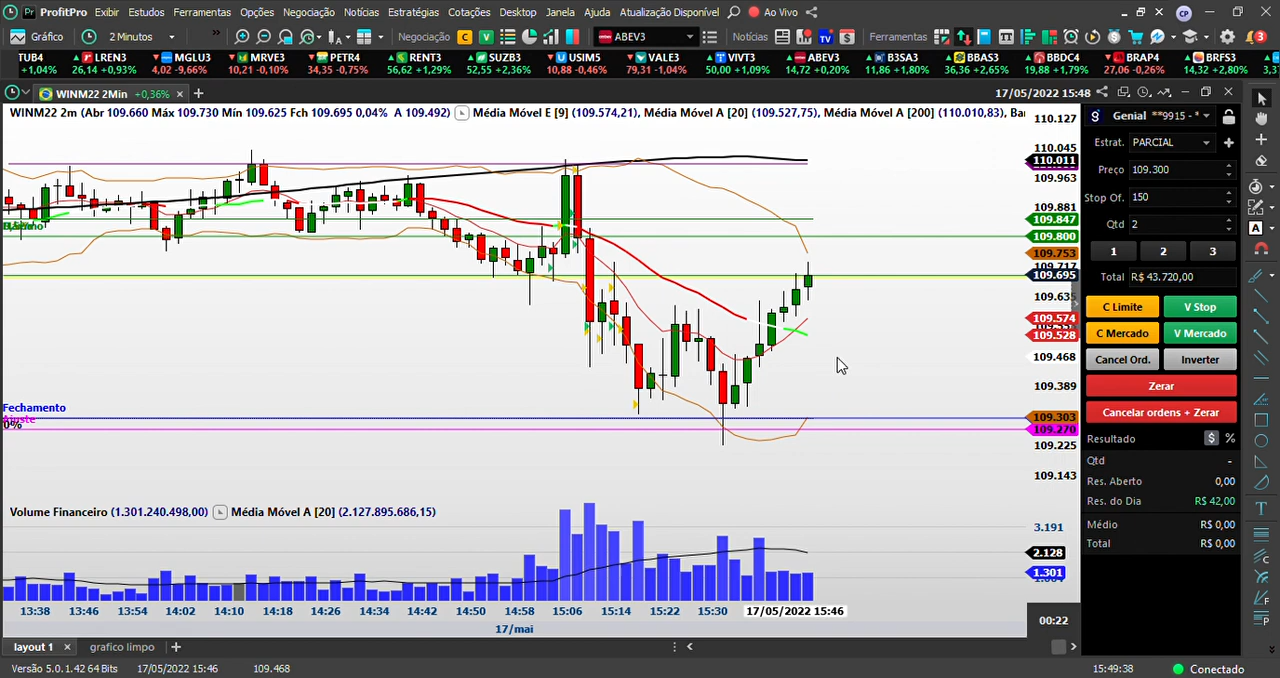 ProfitPro Exibir Estudos Ferramentas Opções Negociação Notícias Estratégias Cotações Desktop Janela Ajuda Atualização Disponível Ao Vivo CP
Gráfico 2 Minutos » Negociação C V ABEV3 Notícias TV $ Ferramentas 3
TUB4 LREN3 MGLU3 MRVE3 PETR4 RENT3 SUZB3 USIM5 VALE3 VIVT3 ABEV3 B3SA3 BBAS3 BBDC4 BRAP4 BRFS3
+1,04% 26,14 +0,93% 4,02 -9,66% 10,21 -0,10% 34,35 -0,75% 56,62 +1,29% 52,55 +2,36% 10,88 -0,46% 79,31 -1,04% 50,00 +1,09% 14,72 +0,20% 11,86 +1,80% 36,36 +2,65% 19,88 +1,79% 27,06 -0,26% 14,32 +2,80%
WINM22 2Min +0,36% × +
17/05/2022 15:48
WINM22 2m (Abr 109.660 Máx 109.730 Mín 109.625 Fch 109.695 0,04% A 109.492) Média Móvel E [9] (109.574,21), Média Móvel A [20] (109.527,75), Média Móvel A [200] (110.010,83), Bar
110.127
110.045
110.011
109.963
109.881
109.847
109.800
109.753
109.717
109.695
109.635
109.574
109.528
109.468
109.389
109.303
109.270
109.225
109.143
Fechamento
Ajuste
0%
Volume Financeiro (1.301.240.498,00) Média Móvel A [20] (2.127.895.686,15)
3.191
2.128
1.301
13:38 13:46 13:54 14:02 14:10 14:18 14:26 14:34 14:42 14:50 14:58 15:06 15:14 15:22 15:30 17/05/2022 15:46
17/mai
00:22
Genial **9915 - *
Estrat. PARCIAL
Preço 109.300
Stop Of. 150
Qtd 2
1 2 3
Total R$ 43.720,00
C Limite V Stop
C Mercado V Mercado
Cancelar Ord. Inverter
Zerar
Cancelar ordens + Zerar
Resultado $ %
Qtd -
Res. Aberto 0,00
Res. do Dia R$ 42,00
Médio R$ 0,00
Total R$ 0,00
layout 1 × grafico limpo +
Versão 5.0.1.42 64 Bits 17/05/2022 15:46 109.468 15:49:38 Conectado